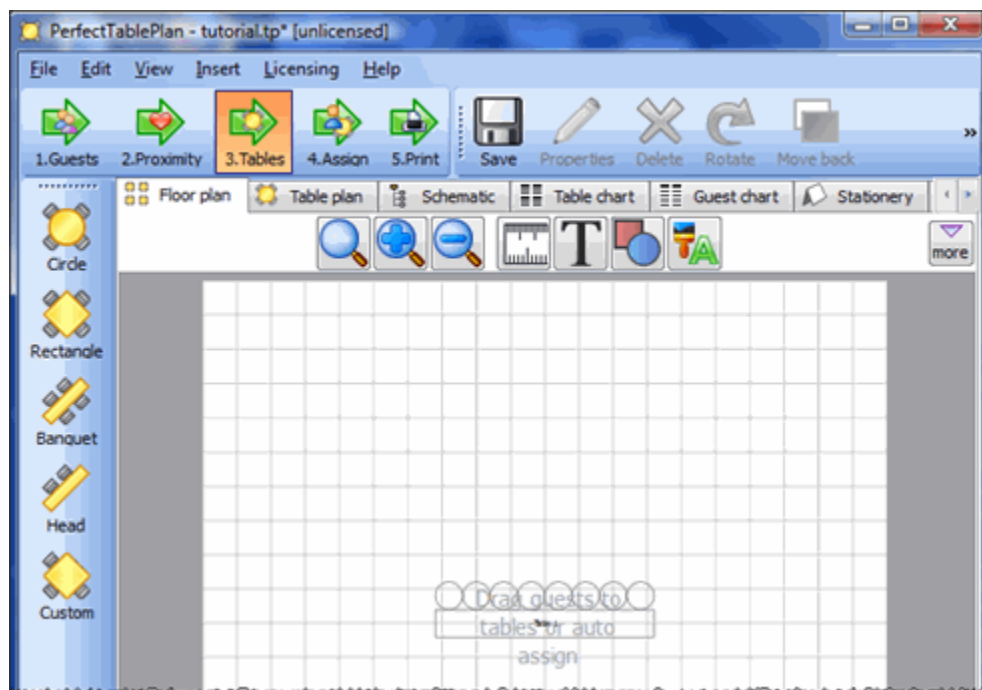 PerfectTablePlan - tutorial.tp* [unlicensed]
File Edit View Insert Licensing Help
1.Guests 2.Proximity 3.Tables 4.Assign 5.Print Save Properties Delete Rotate Move back
Floor plan Table plan Schematic Table chart Guest chart Stationery
Circle
T A
more
Rectangle
Banquet
Head
Custom
Drag guests to
tables or auto
assign